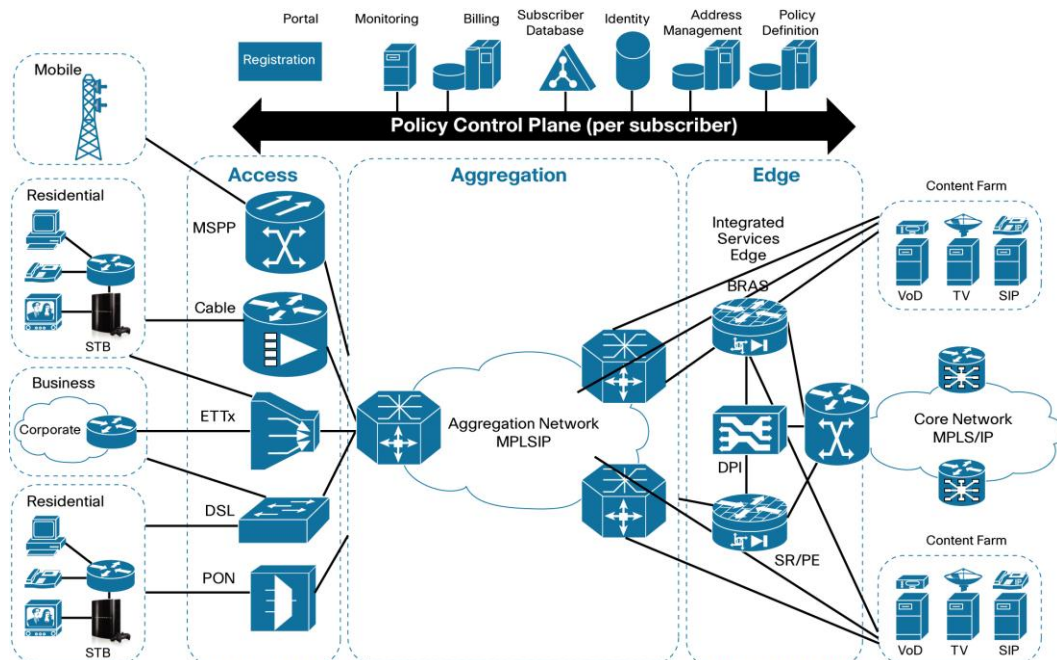 Portal
Monitoring
Billing
Subscriber
Database
Identity
Address
Management
Policy
Definition
Registration
Policy Control Plane (per subscriber)
Mobile
Access
Aggregation
Edge
Residential
STB
MSPP
Cable
Business
Corporate
ETTx
DSL
Residential
STB
PON
Aggregation Network
MPLSIP
Integrated
Services
Edge
BRAS
DPI
SR/PE
Content Farm
VoD
TV
SIP
Core Network
MPLS/IP
Content Farm
VoD
TV
SIP